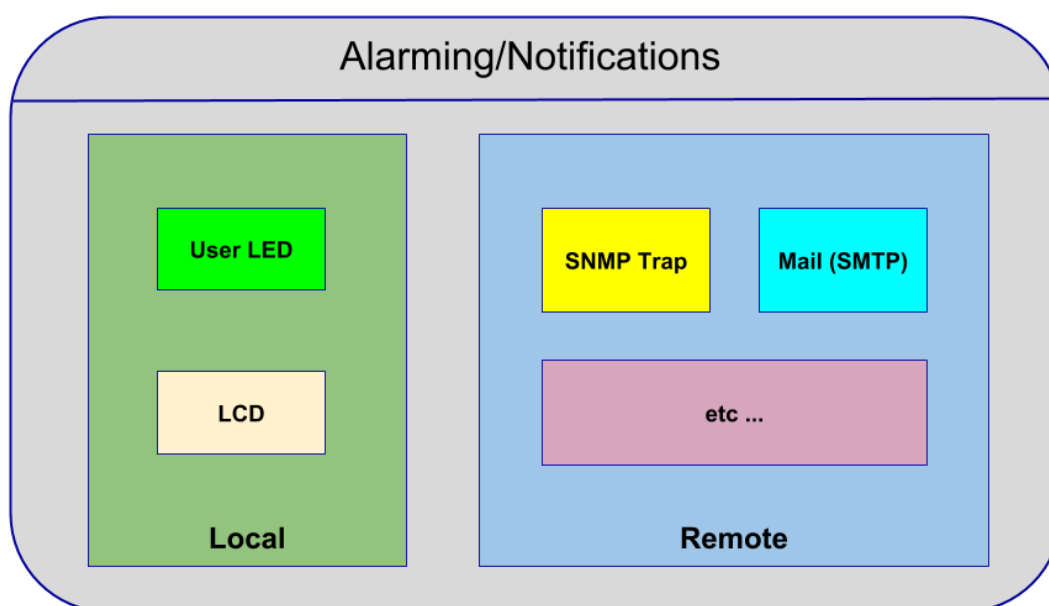 Alarming/Notifications
User LED
LCD
Local
SNMP Trap
Mail (SMTP)
etc ...
Remote